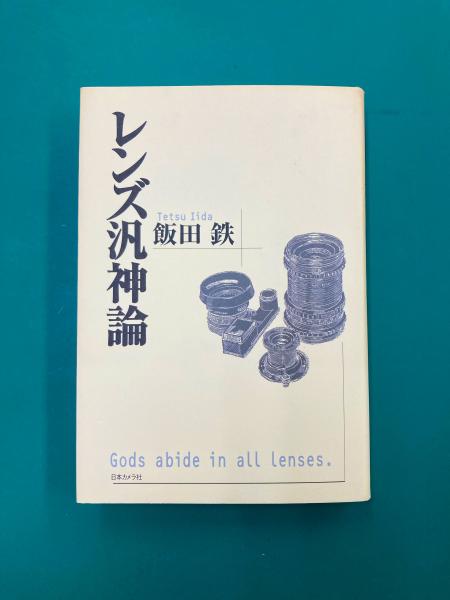 レンズ汎神論
Tetsu Iida
飯田 鉄
Gods abide in all lenses.
日本カメラ社